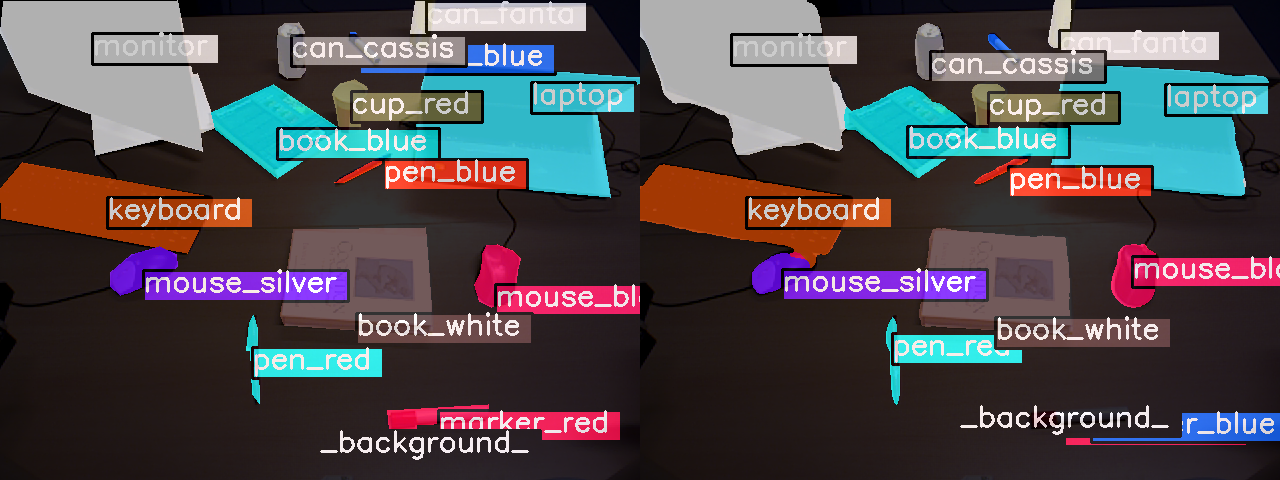 can_fanta
monitor
can_cassis
_blue
cup_red
laptop
book_blue
pen_blue
keyboard
mouse_silver
mouse_bl
book_white
pen_red
marker_red
_background_
can_fanta
monitor
can_cassis
cup_red
laptop
book_blue
pen_blue
keyboard
mouse_silver
mouse_bl
book_white
pen_red
_background_
r_blue